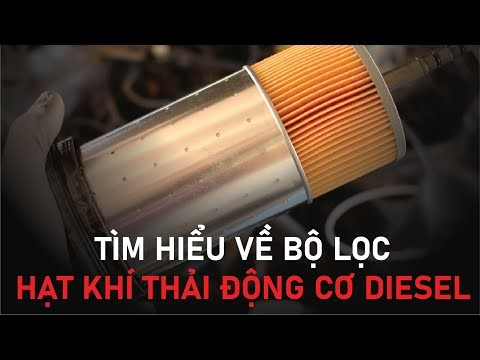 TÌM HIỂU VỀ BỘ LỌC
HẠT KHÍ THẢI ĐỘNG CƠ DIESEL